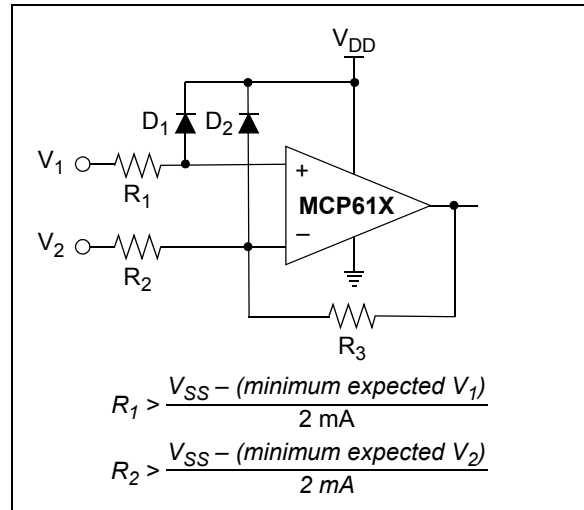 V_DD
D_1 D_2
V_1
R_1
+
MCP61X
V_2
−
R_2
R_3
R_1 > V_SS – (minimum expected V_1) / 2 mA
R_2 > V_SS – (minimum expected V_2) / 2 mA